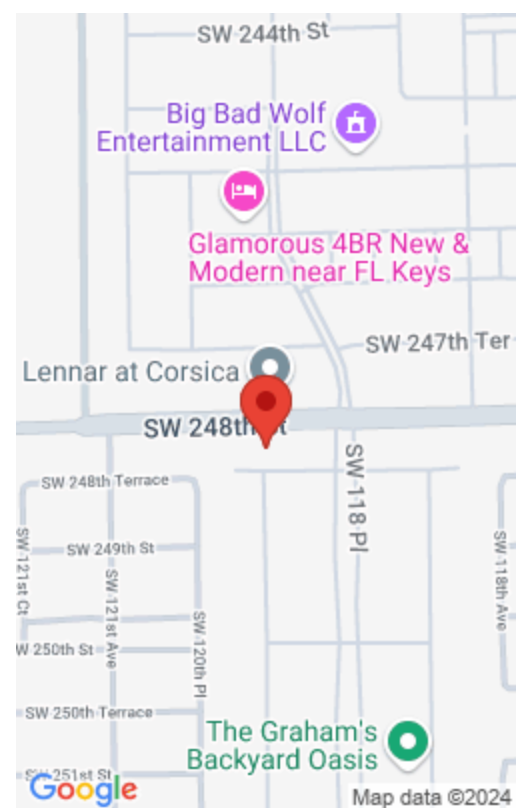 SW 244th St
Big Bad Wolf
Entertainment LLC
Glamorous 4BR New &
Modern near FL Keys
SW 247th Ter
Lennar at Corsica
SW 248th St
SW 118 Pl
SW 248th Terrace
SW 249th St
SW 121st Ct
SW 121st Ave
SW 120th Pl
SW 118th Ave
W 250th St
SW 250th Terrace
The Graham's
Backyard Oasis
SW 251st St
Google
Map data ©2024